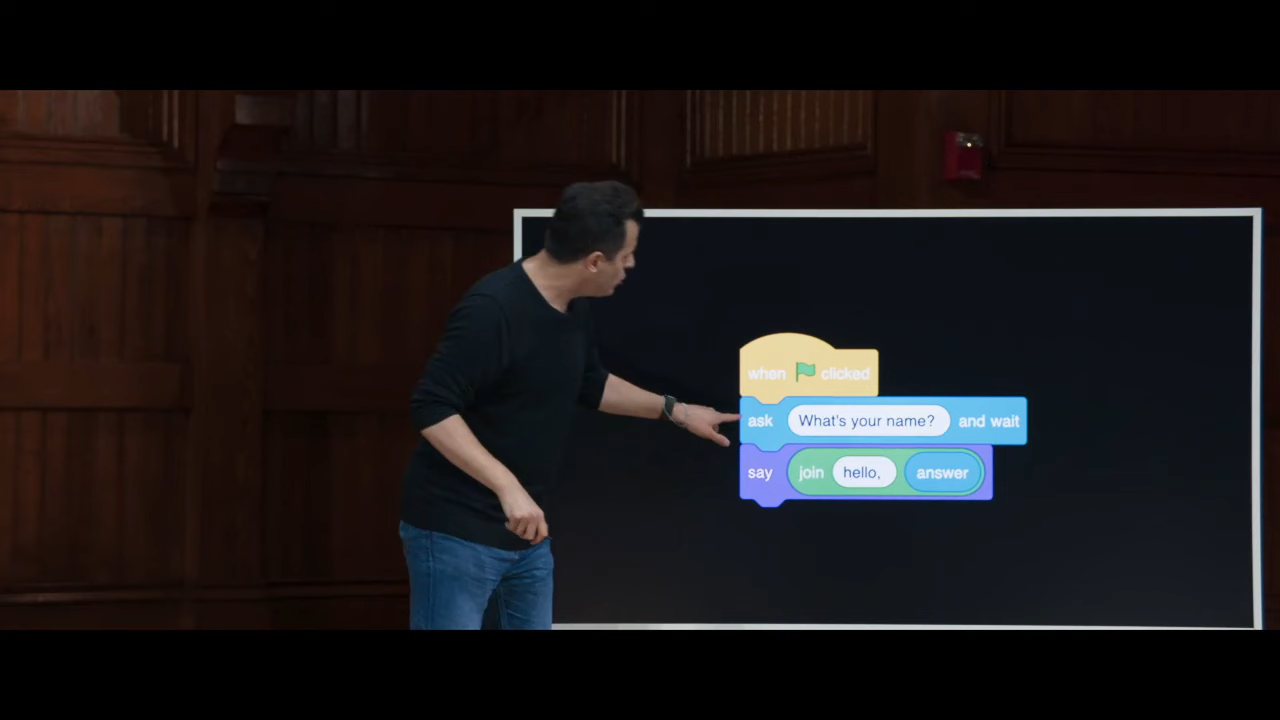 when clicked
ask What's your name? and wait
say join hello, answer